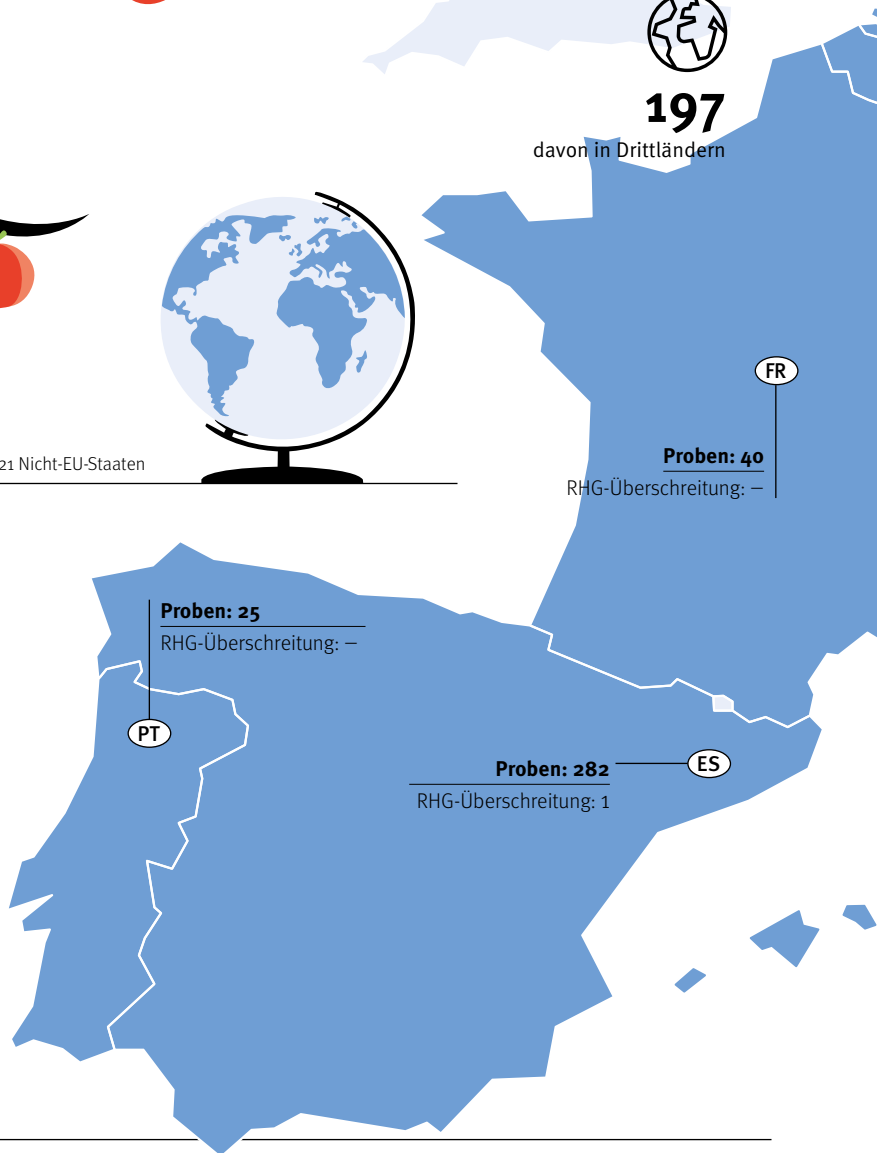 197
davon in Drittländern
FR
Proben: 40
RHG-Überschreitung: –
21 Nicht-EU-Staaten
Proben: 25
RHG-Überschreitung: –
PT
Proben: 282
ES
RHG-Überschreitung: 1